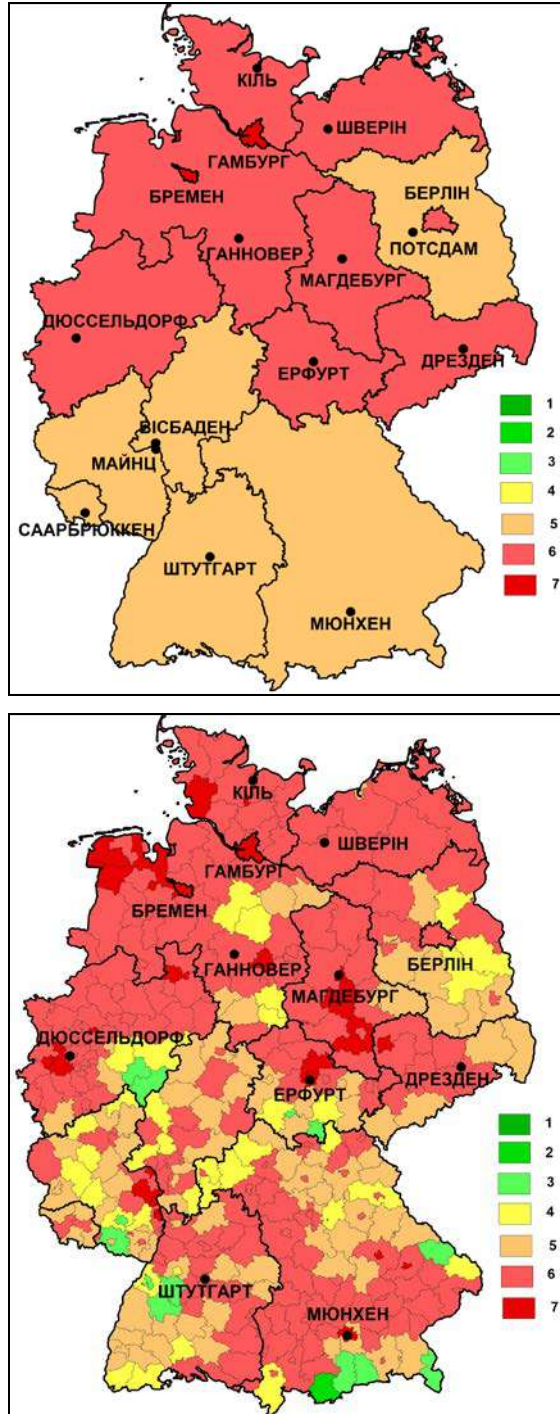 КІЛЬ
ШВЕРІН
ГАМБУРГ
БРЕМЕН
БЕРЛІН
ПОТСДАМ
ГАННОВЕР
МАГДЕБУРГ
ДЮССЕЛЬДОРФ
ЕРФУРТ
ДРЕЗДЕН
ВІСБАДЕН
МАЙНЦ
СААРБРЮККЕН
ШТУТГАРТ
МЮНХЕН
1
2
3
4
5
6
7
КІЛЬ
ШВЕРІН
ГАМБУРГ
БРЕМЕН
ГАННОВЕР
БЕРЛІН
МАГДЕБУРГ
ДЮССЕЛЬДОРФ
ЕРФУРТ
ДРЕЗДЕН
ШТУТГАРТ
МЮНХЕН
1
2
3
4
5
6
7